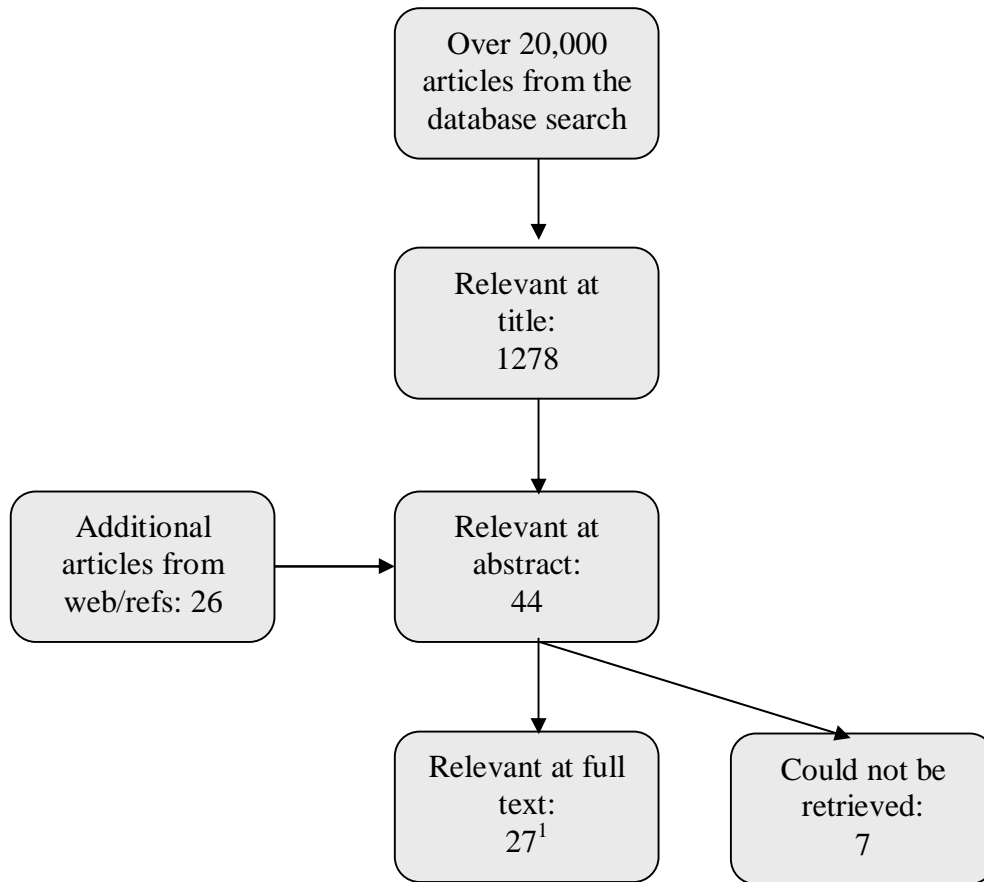 Over 20,000
articles from the
database search
Relevant at
title:
1278
Additional
articles from
web/refs: 26
Relevant at
abstract:
44
Relevant at full
text:
27¹
Could not be
retrieved:
7